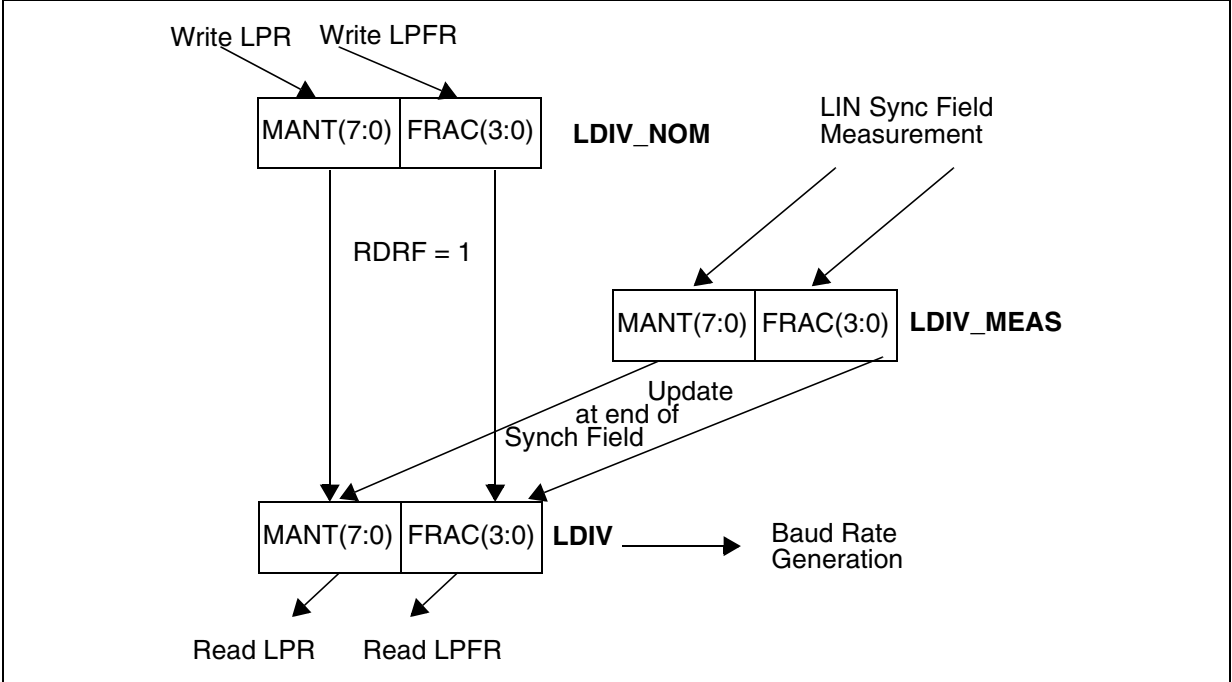 Write LPR
Write LPFR
MANT(7:0)
FRAC(3:0)
LDIV_NOM
LIN Sync Field
Measurement
RDRF = 1
MANT(7:0)
FRAC(3:0)
LDIV_MEAS
Update
at end of
Synch Field
MANT(7:0)
FRAC(3:0)
LDIV
Baud Rate
Generation
Read LPR
Read LPFR